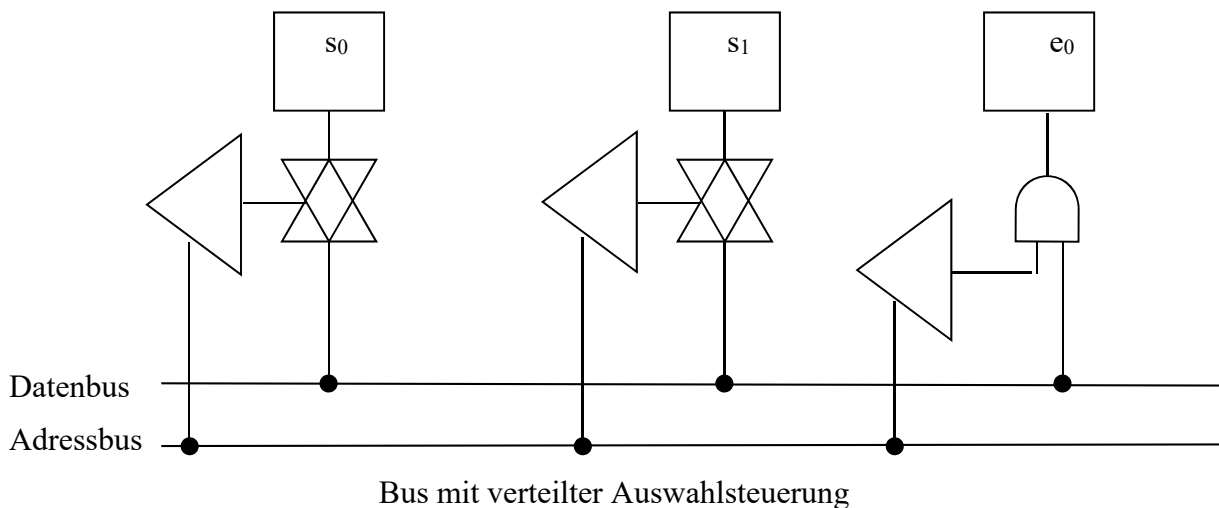 s₀
s₁
e₀
Datenbus
Adressbus
Bus mit verteilter Auswahlsteuerung